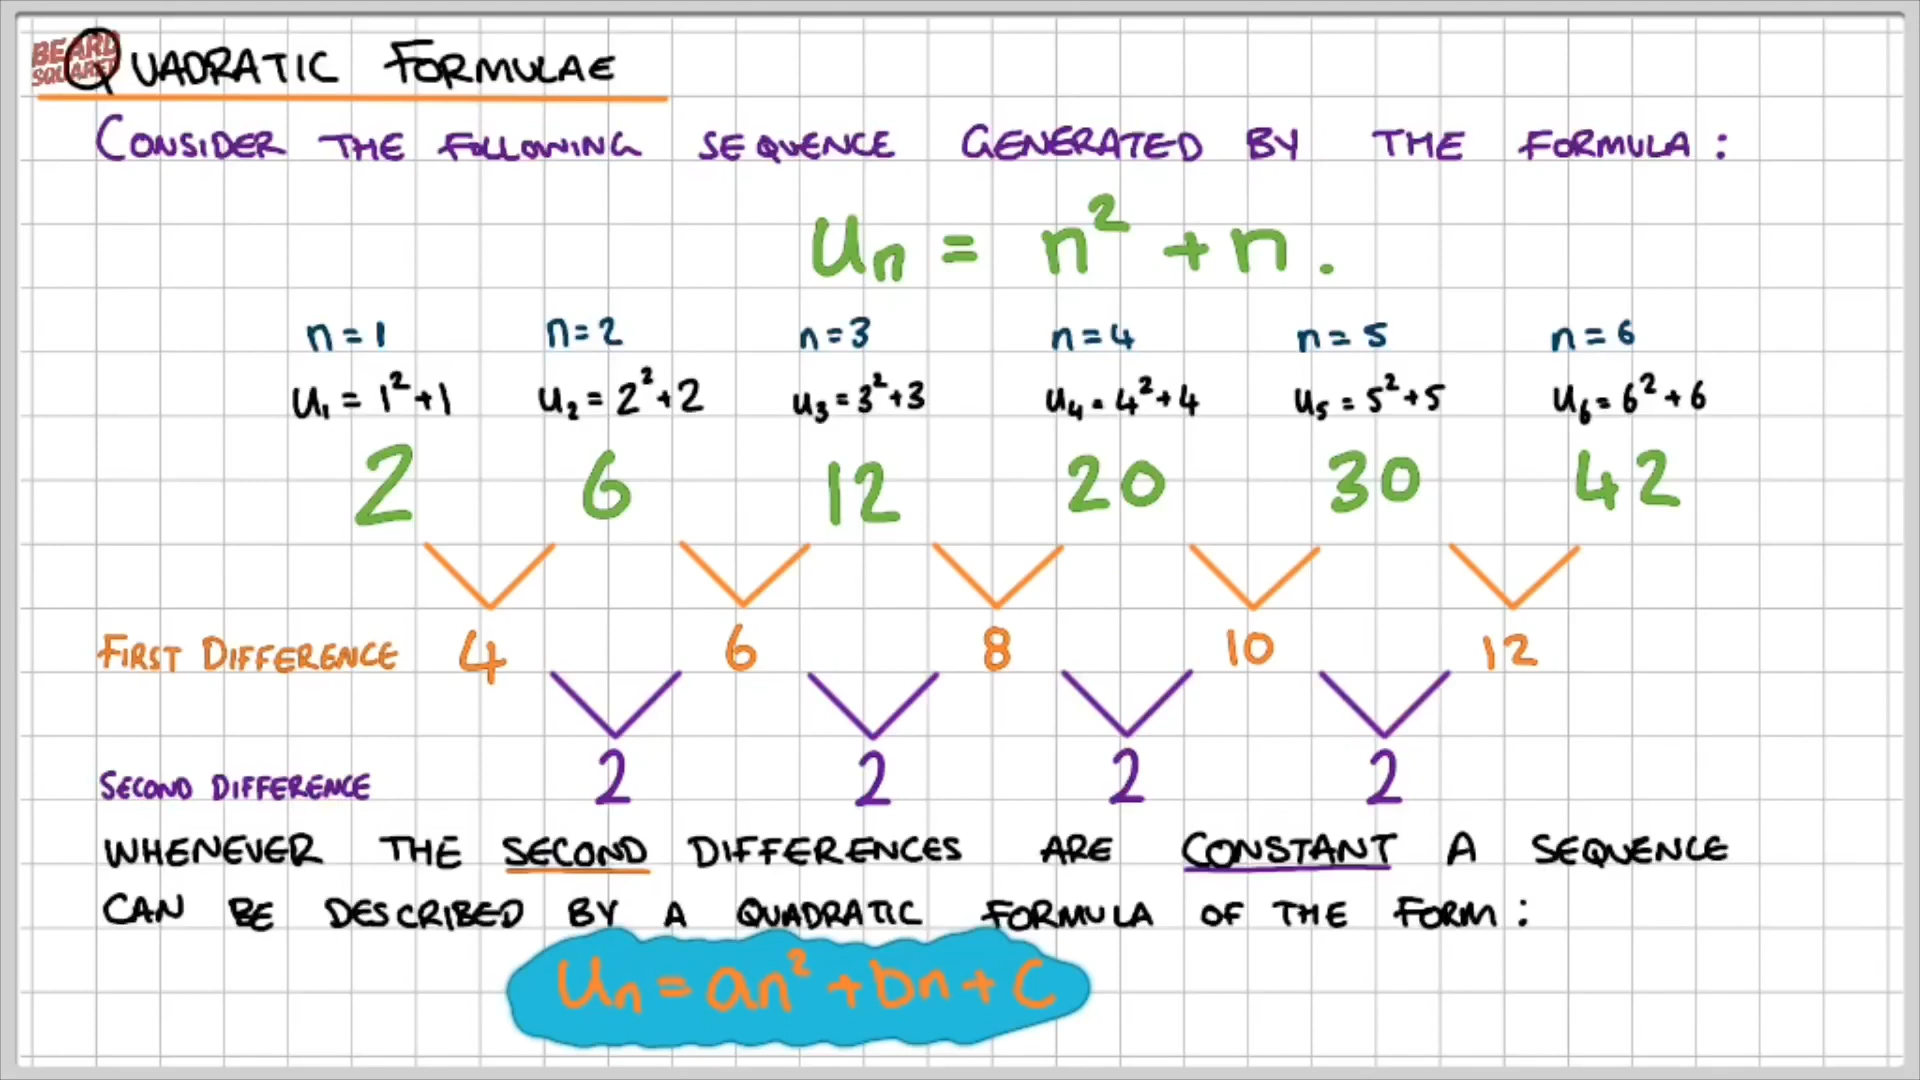 BEARD
SQUARED
QUADRATIC FORMULAE
CONSIDER THE FOLLOWING SEQUENCE GENERATED BY THE FORMULA:
Uₙ = n² + n.
n = 1 n = 2 n = 3 n = 4 n = 5 n = 6
U₁ = 1² + 1 U₂ = 2² + 2 U₃ = 3² + 3 U₄ = 4² + 4 U₅ = 5² + 5 U₆ = 6² + 6
2 6 12 20 30 42
FIRST DIFFERENCE 4 6 8 10 12
SECOND DIFFERENCE 2 2 2 2
WHENEVER THE SECOND DIFFERENCES ARE CONSTANT A SEQUENCE
CAN BE DESCRIBED BY A QUADRATIC FORMULA OF THE FORM:
Uₙ = an² + bn + c